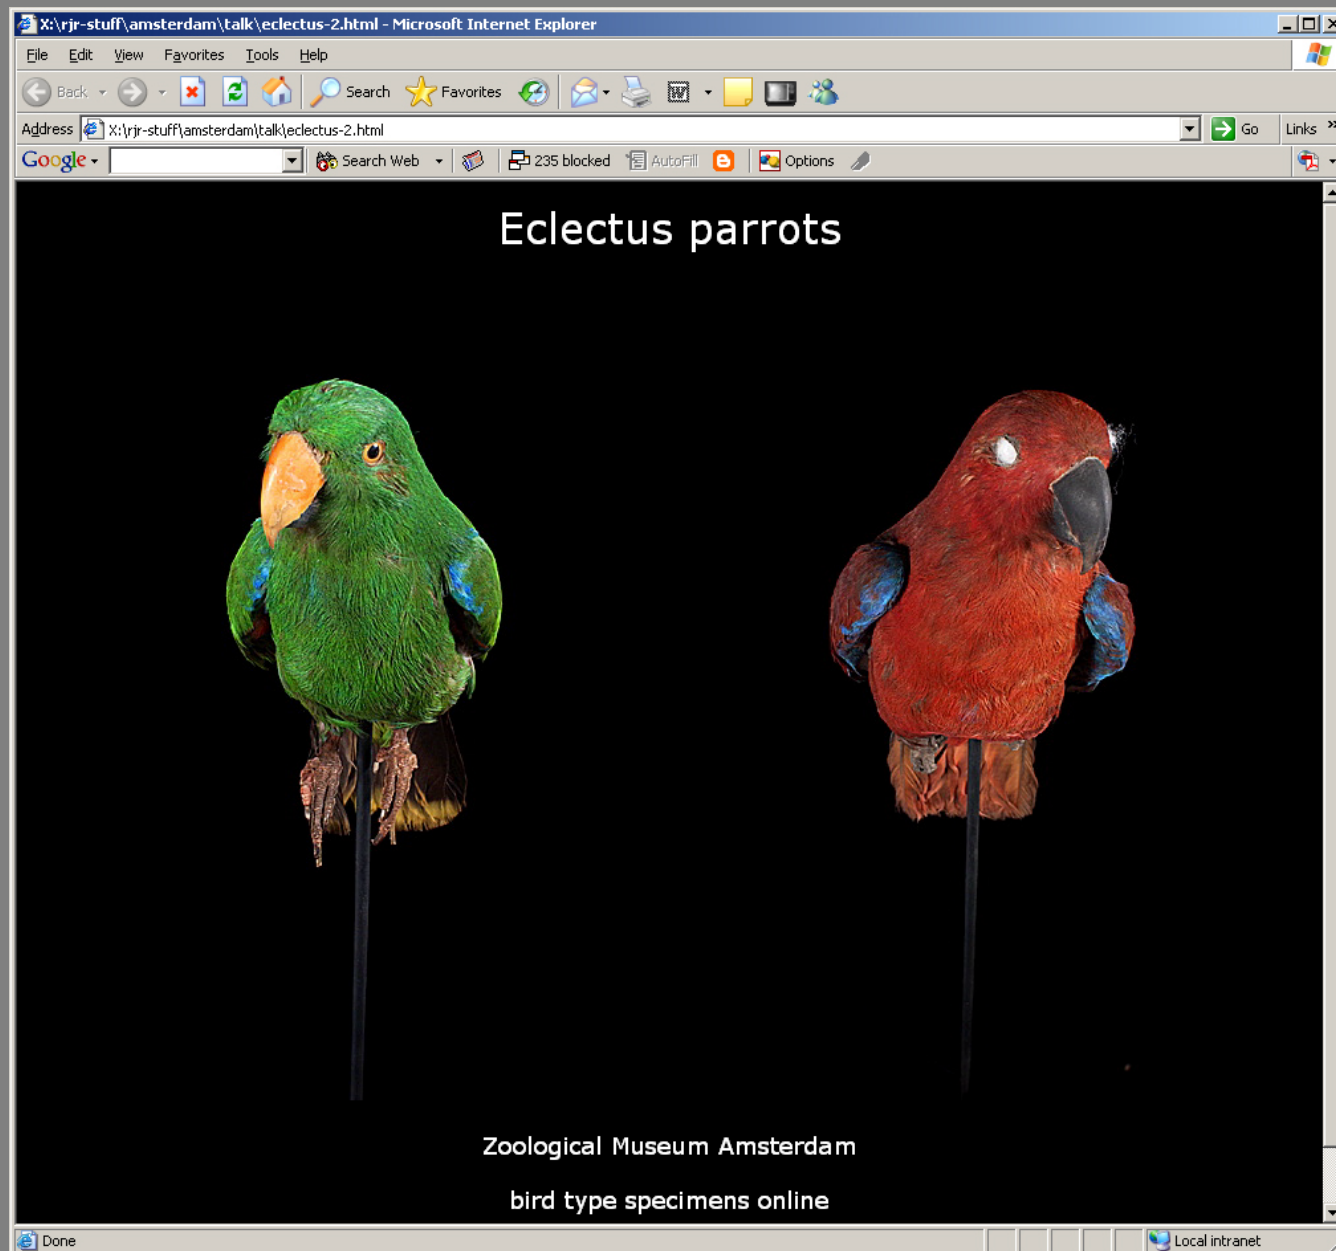 X:\rjr-stuff\amsterdam\talk\eclectus-2.html - Microsoft Internet Explorer
File Edit View Favorites Tools Help
Back Search Favorites W
Address X:\rjr-stuff\amsterdam\talk\eclectus-2.html Go Links »
Google Search Web 235 blocked AutoFill Options
Eclectus parrots
Zoological Museum Amsterdam
bird type specimens online
Done Local intranet